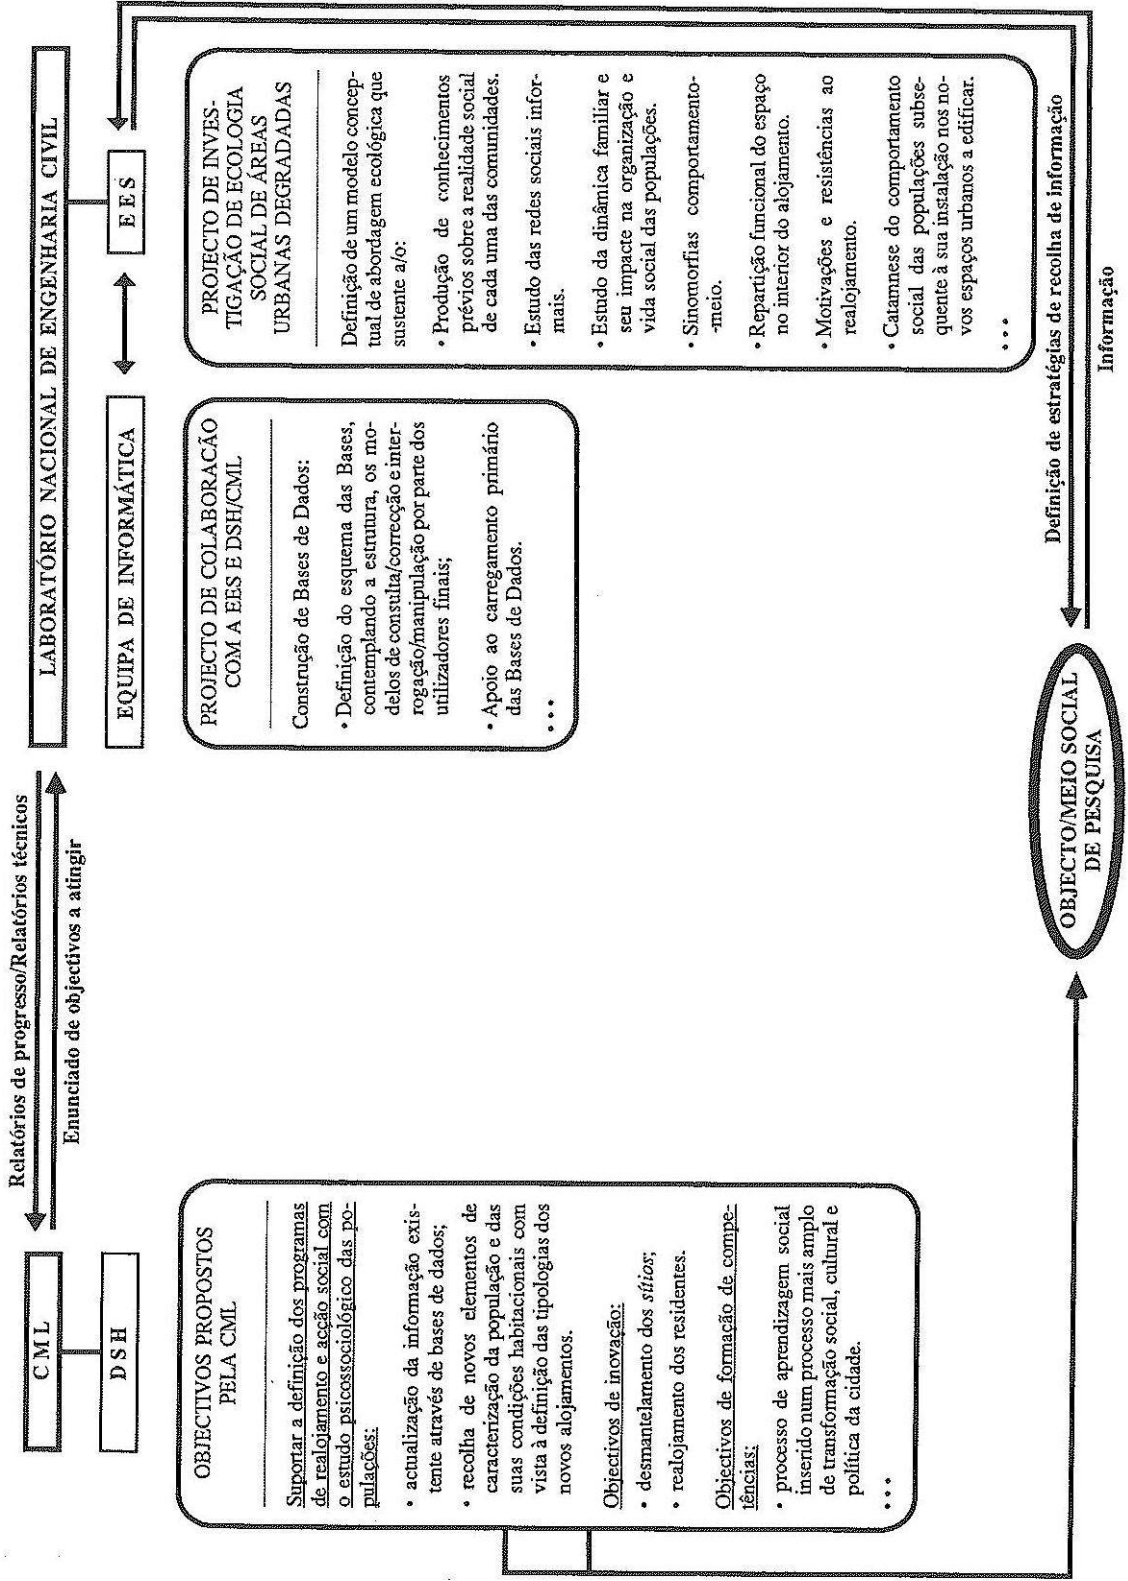 Relatórios de progresso/Relatórios técnicos
Enunciado de objectivos a atingir
CML
DSH
OBJECTIVOS PROPOSTOS
PELA CML
Suportar a definição dos programas
de realojamento e acção social com
o estudo psicossociológico das po-
pulações:
• actualização da informação exis-
tente através de bases de dados;
• recolha de novos elementos de
caracterização da população e das
suas condições habitacionais com
vista à definição das tipologias dos
novos alojamentos.
Objectivos de inovação:
• desmantelamento dos sítios;
• realojamento dos residentes.
Objectivos de formação de compe-
tências:
• processo de aprendizagem social
inserido num processo mais amplo
de transformação social, cultural e
política da cidade.
...
LABORATÓRIO NACIONAL DE ENGENHARIA CIVIL
EQUIPA DE INFORMÁTICA
PROJECTO DE COLABORAÇÃO
COM A EES E DSH/CML
Construção de Bases de Dados:
• Definição do esquema das Bases,
contemplando a estrutura, os mo-
delos de consulta/correcção e inter-
rogação/manipulação por parte dos
utilizadores finais;
• Apoio ao carregamento primário
das Bases de Dados.
...
EES
PROJECTO DE INVES-
TIGAÇÃO DE ECOLOGIA
SOCIAL DE ÁREAS
URBANAS DEGRADADAS
Definição de um modelo concep-
tual de abordagem ecológica que
sustente a/o:
• Produção de conhecimentos
prévios sobre a realidade social
de cada uma das comunidades.
• Estudo das redes sociais infor-
mais.
• Estudo da dinâmica familiar e
seu impacte na organização e
vida social das populações.
• Sinomorfias comportamento-
-meio.
• Repartição funcional do espaço
no interior do alojamento.
• Motivações e resistências ao
realojamento.
• Catamnese do comportamento
social das populações subse-
quente à sua instalação nos no-
vos espaços urbanos a edificar.
...
Definição de estratégias de recolha de informação
Informação
OBJECTO/MEIO SOCIAL
DE PESQUISA